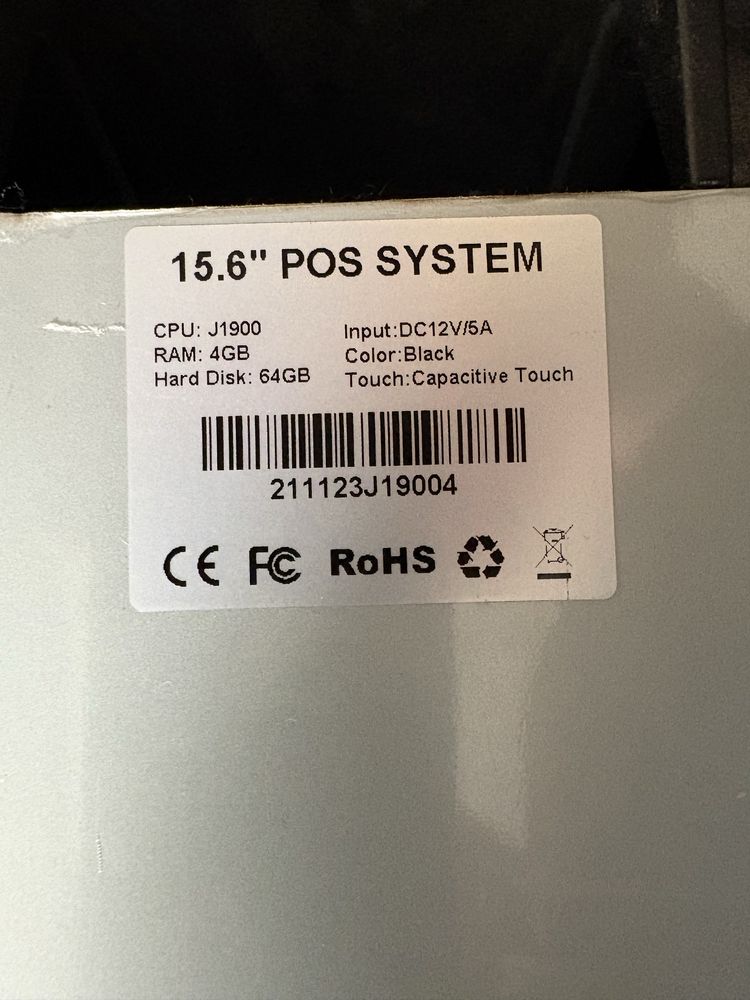 15.6" POS SYSTEM
CPU: J1900
RAM: 4GB
Hard Disk: 64GB
Input:DC12V/5A
Color:Black
Touch:Capacitive Touch
211123J19004
CE FC RoHS